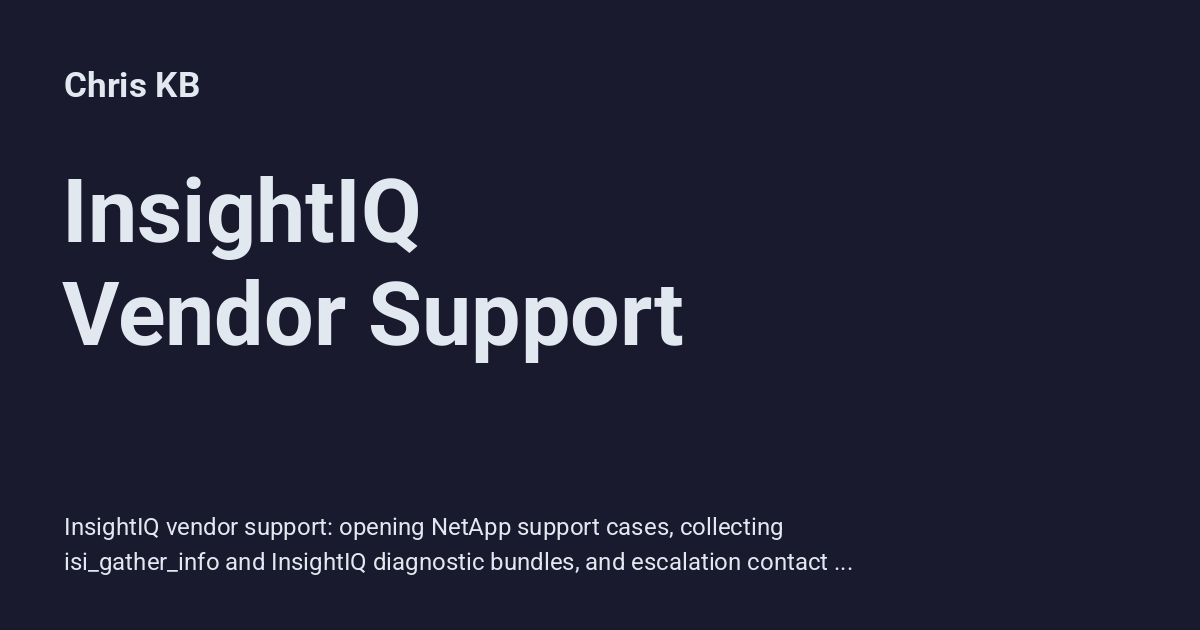 Chris KB
InsightIQ
Vendor Support
InsightIQ vendor support: opening NetApp support cases, collecting
isi_gather_info and InsightIQ diagnostic bundles, and escalation contact ...